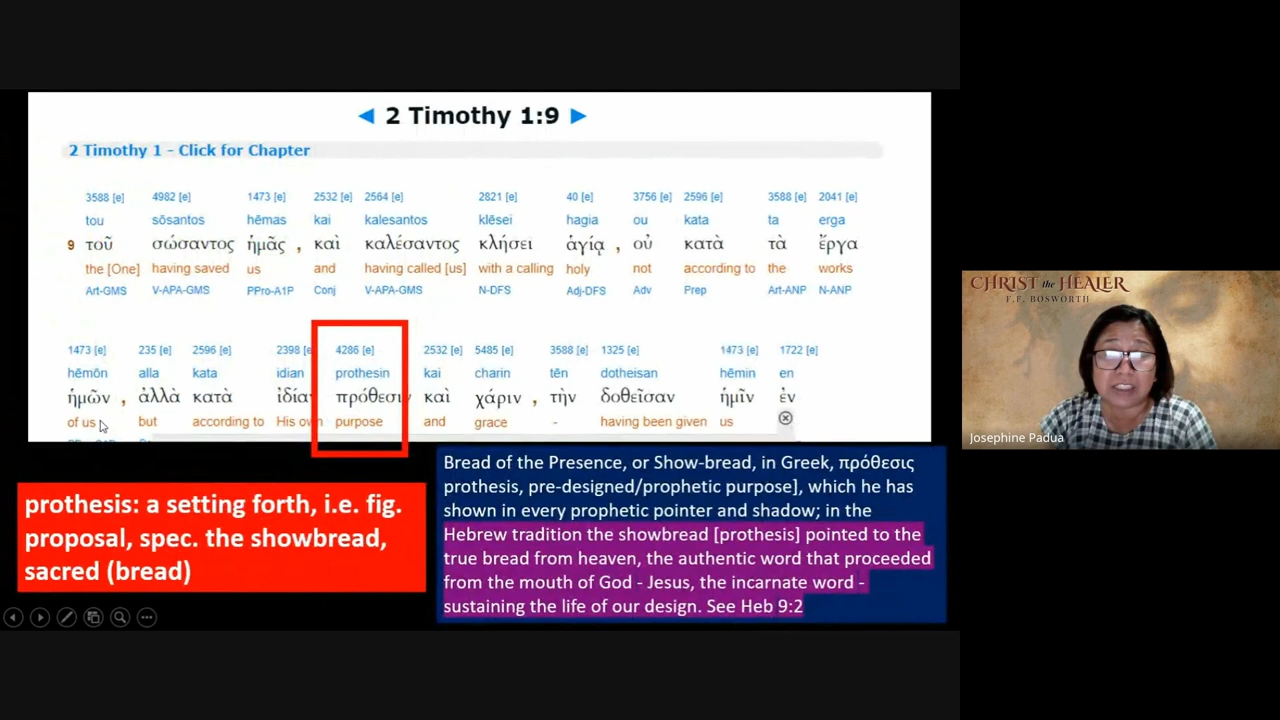 ◄ 2 Timothy 1:9 ►
2 Timothy 1 - Click for Chapter
3588 [e] 4982 [e] 1473 [e] 2532 [e] 2564 [e] 2821 [e] 40 [e] 3756 [e] 2596 [e] 3588 [e] 2041 [e]
tou sōsantos hēmas kai kalesantos klēsei hagia ou kata ta erga
9 τοῦ σώσαντος ἡμᾶς , καὶ καλέσαντος κλήσει ἁγίᾳ , οὐ κατὰ τὰ ἔργα
the [One] having saved us and having called [us] with a calling holy not according to the works
Art-GMS V-APA-GMS PPro-A1P Conj V-APA-GMS N-DFS Adj-DFS Adv Prep Art-ANP N-ANP
1473 [e] 235 [e] 2596 [e] 2398 [e] 4286 [e] 2532 [e] 5485 [e] 3588 [e] 1325 [e] 1473 [e] 1722 [e]
hēmōn alla kata idian prothesin kai charin tēn dotheisan hēmin en
ἡμῶν , ἀλλὰ κατὰ ἰδίαν πρόθεσιν καὶ χάριν , τὴν δοθεῖσαν ἡμῖν ἐν
of us but according to His own purpose and grace - having been given us
prothesis: a setting forth, i.e. fig.
proposal, spec. the showbread,
sacred (bread)
Bread of the Presence, or Show-bread, in Greek, πρόθεσις
prothesis, pre-designed/prophetic purpose], which he has
shown in every prophetic pointer and shadow; in the
Hebrew tradition the showbread [prothesis] pointed to the
true bread from heaven, the authentic word that proceeded
from the mouth of God - Jesus, the incarnate word -
sustaining the life of our design. See Heb 9:2
CHRIST the HEALER
F.F. BOSWORTH
Josephine Padua